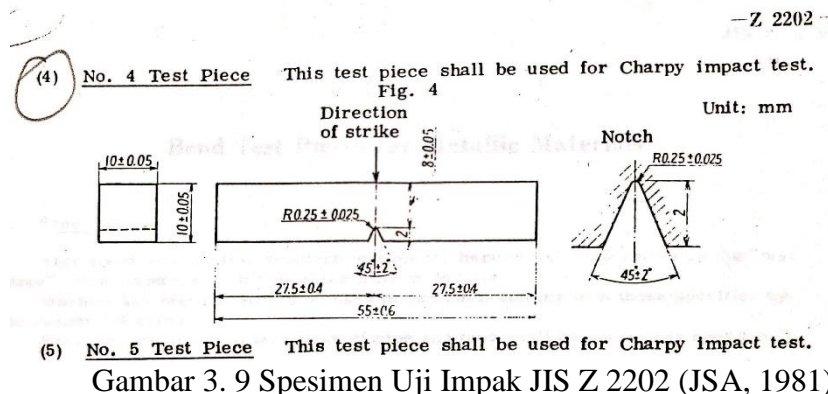 —Z 2202
(4) No. 4 Test Piece This test piece shall be used for Charpy impact test.
Fig. 4
Unit: mm
Direction
of strike
Notch
10±0.05
10±0.05
8±0.05
R0.25±0.025
2
45±2°
27.5±0.4
27.5±0.4
55±0.6
R0.25±0.025
2
45±2°
(5) No. 5 Test Piece This test piece shall be used for Charpy impact test.
Gambar 3. 9 Spesimen Uji Impak JIS Z 2202 (JSA, 1981)